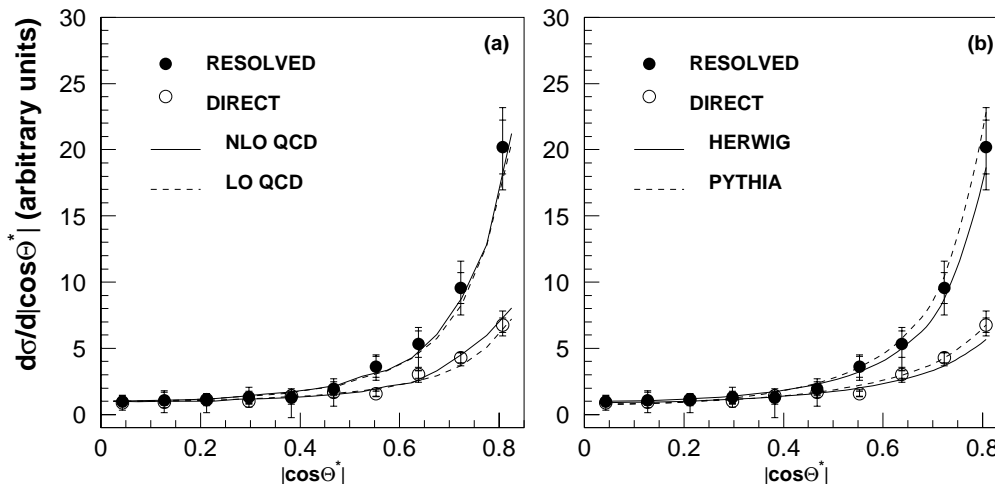 dσ/d|cosΘ*| (arbitrary units)
30
25
20
15
10
5
0
(a)
RESOLVED
DIRECT
NLO QCD
LO QCD
0
0.2
0.4
0.6
0.8
|cosΘ*|
30
25
20
15
10
5
0
(b)
RESOLVED
DIRECT
HERWIG
PYTHIA
0
0.2
0.4
0.6
0.8
|cosΘ*|